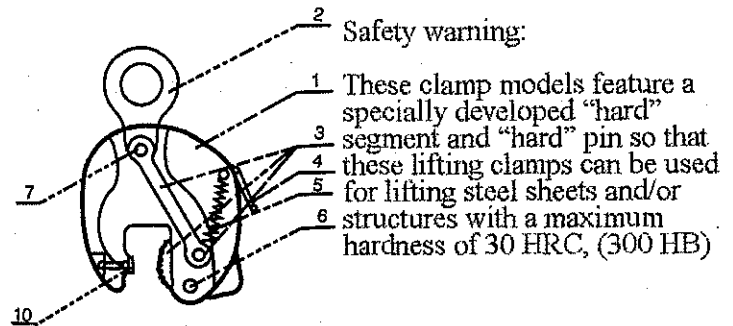 2 Safety warning:
1 These clamp models feature a
specially developed “hard”
3 segment and “hard” pin so that
4 these lifting clamps can be used
5 for lifting steel sheets and/or
6 structures with a maximum
hardness of 30 HRC, (300 HB)
7
10